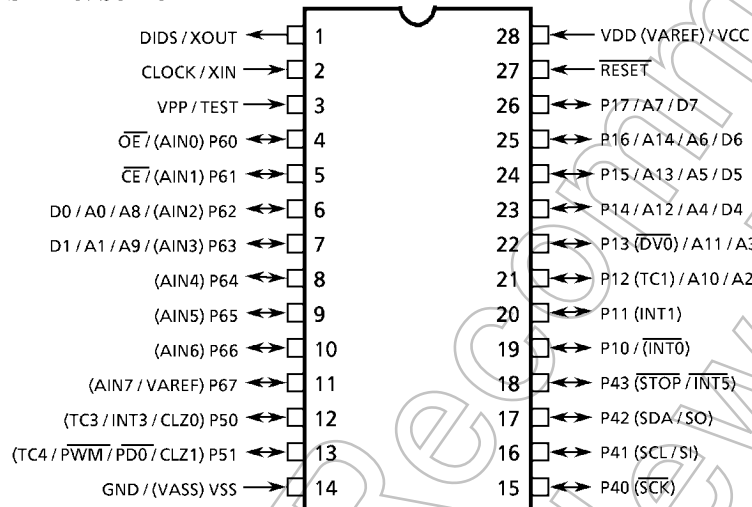 DIDS / XOUT 1 28 VDD (VAREF) / VCC
CLOCK / XIN 2 27 RESET
VPP / TEST 3 26 P17 / A7 / D7
OE / (AIN0) P60 4 25 P16 / A14 / A6 / D6
CE / (AIN1) P61 5 24 P15 / A13 / A5 / D5
D0 / A0 / A8 / (AIN2) P62 6 23 P14 / A12 / A4 / D4
D1 / A1 / A9 / (AIN3) P63 7 22 P13 (DV0) / A11 / A3
(AIN4) P64 8 21 P12 (TC1) / A10 / A2
(AIN5) P65 9 20 P11 (INT1)
(AIN6) P66 10 19 P10 / (INT0)
(AIN7 / VAREF) P67 11 18 P43 (STOP / INT5)
(TC3 / INT3 / CLZ0) P50 12 17 P42 (SDA / SO)
(TC4 / PWM / PD0 / CLZ1) P51 13 16 P41 (SCL / SI)
GND / (VASS) VSS 14 15 P40 (SCK)